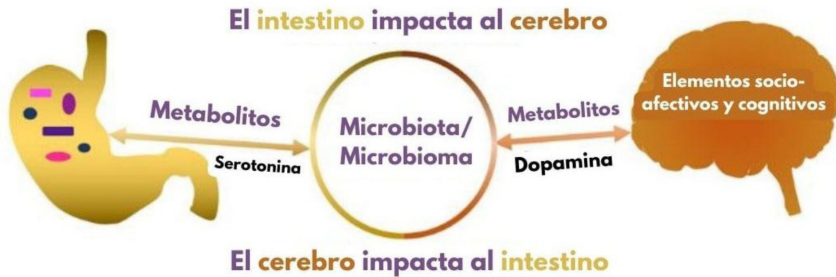 El intestino impacta al cerebro
Metabolitos
Serotonina
Microbiota/
Microbioma
Metabolitos
Dopamina
Elementos socio-
afectivos y cognitivos
El cerebro impacta al intestino